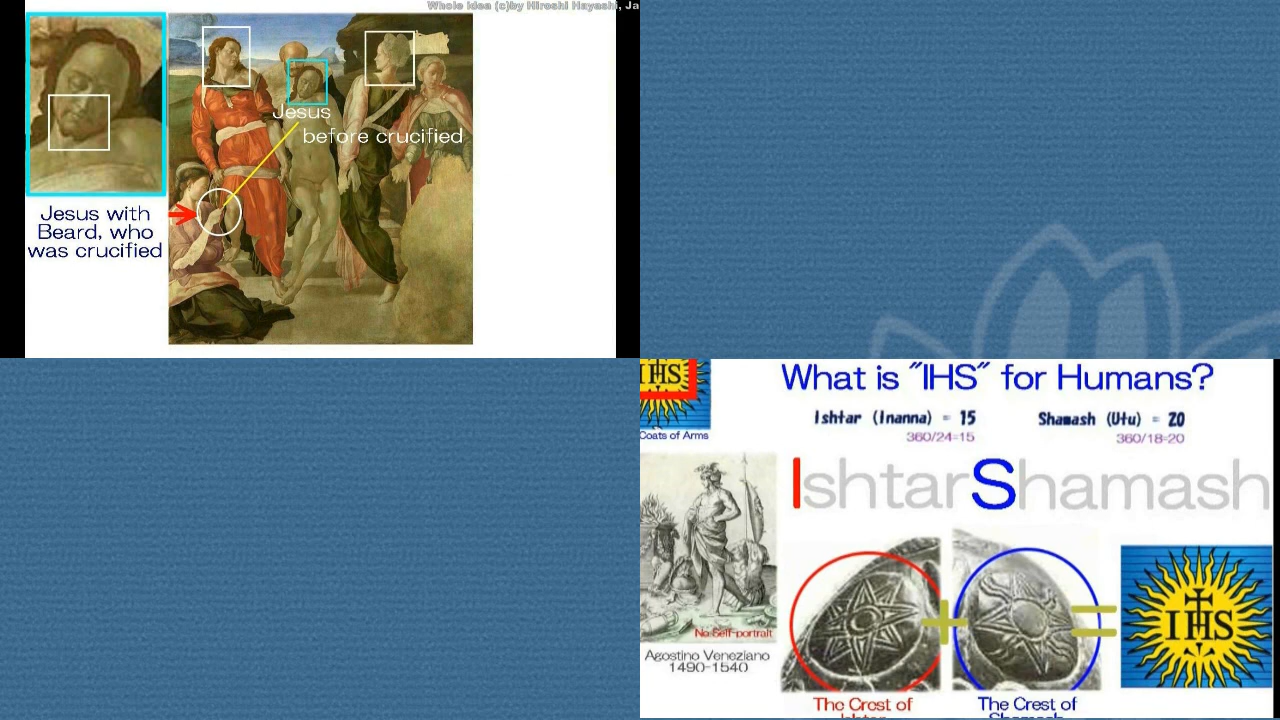 Whole Idea (c)by Hiroshi Hayashi, Ja
Jesus
before crucified
Jesus with
Beard, who
was crucified
IHS
Coats of Arms
What is "IHS" for Humans?
Ishtar (Inanna) = 15
360/24=15
Shamash (Utu) = 20
360/18=20
IshtarShamash
No Self-portrait
Agostino Veneziano
1490-1540
IHS
The Crest of
Ishtar
The Crest of
Shamash